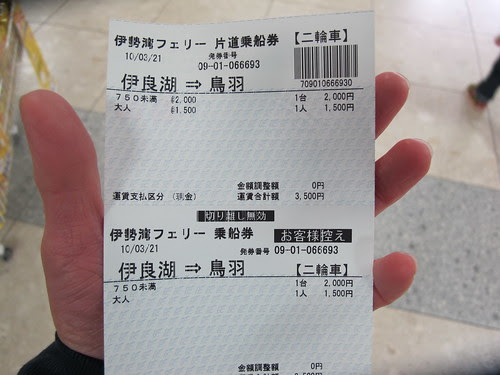 伊勢湾フェリー 片道乗船券 【二輪車】
10/03/21 発券番号
09-01-066693
709010666930
伊良湖 ⇒ 鳥羽
750未満 @2,000 1台 2,000円
大人 @1,500 1人 1,500円
金額調整額 0円
運賃支払区分 (現金) 運賃合計額 3,500円
切り離し無効
伊勢湾フェリー 乗船券 お客様控え
10/03/21 発券番号 09-01-066693
伊良湖 ⇒ 鳥羽 【二輪車】
750未満 1台 2,000円
大人 1人 1,500円
金額調整額 0円